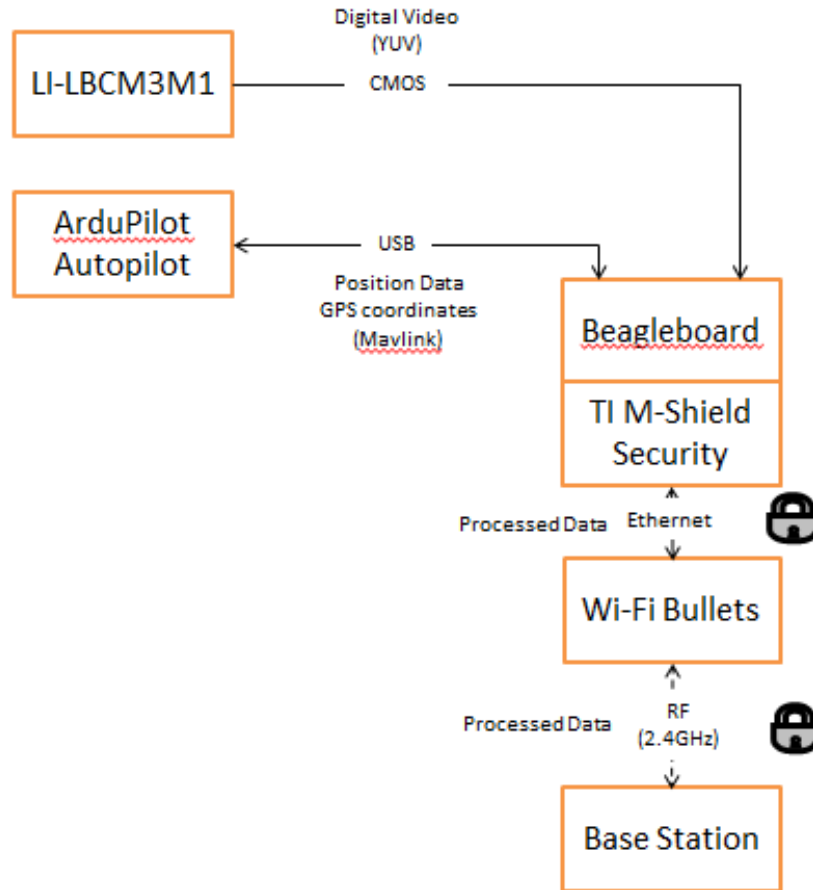 Digital Video
(YUV)
LI-LBCM3M1
CMOS
ArduPilot
Autopilot
USB
Position Data
GPS coordinates
(Mavlink)
Beagleboard
TI M-Shield
Security
Processed Data
Ethernet
Wi-Fi Bullets
Processed Data
RF
(2.4GHz)
Base Station